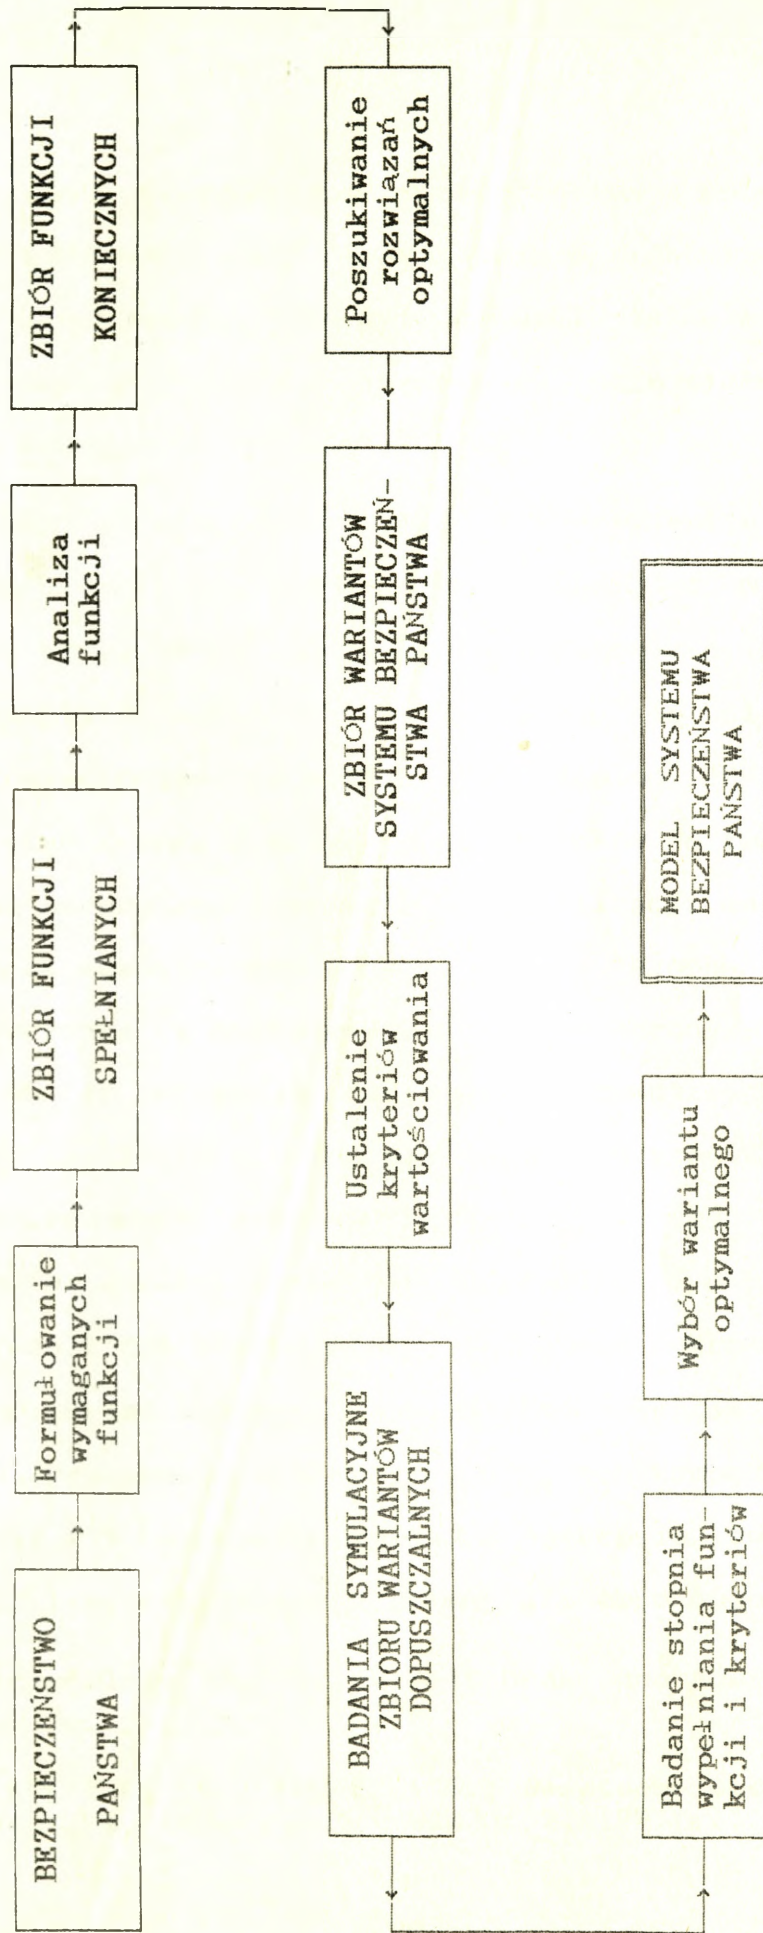 BEZPIECZEŃSTWO
PAŃSTWA
Formułowanie
wymaganych
funkcji
ZBIÓR FUNKCJI
SPEŁNIANYCH
Analiza
funkcji
ZBIÓR FUNKCJI
KONIECZNYCH
Poszukiwanie
rozwiązań
optymalnych
ZBIÓR WARIANTÓW
SYSTEMU BEZPIECZEŃ-
STWA PAŃSTWA
Ustalenie
kryteriów
wartościowania
BADANIA SYMULACYJNE
ZBIORU WARIANTÓW
DOPUSZCZALNYCH
Badanie stopnia
wypełniania fun-
kcji i kryteriów
Wybór wariantu
optymalnego
MODEL SYSTEMU
BEZPIECZEŃSTWA
PAŃSTWA